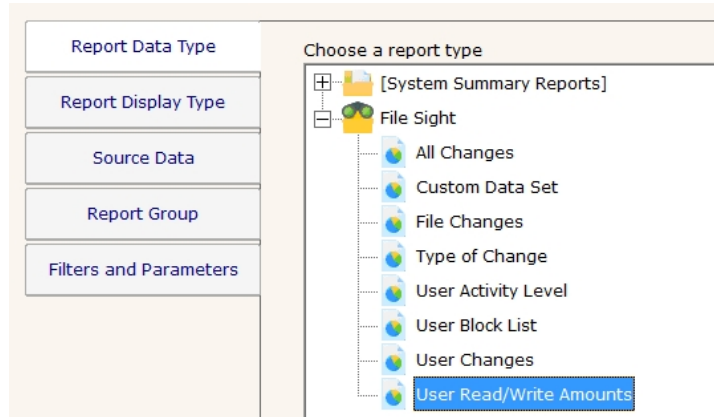 Report Data Type
Report Display Type
Source Data
Report Group
Filters and Parameters
Choose a report type
[System Summary Reports]
File Sight
All Changes
Custom Data Set
File Changes
Type of Change
User Activity Level
User Block List
User Changes
User Read/Write Amounts